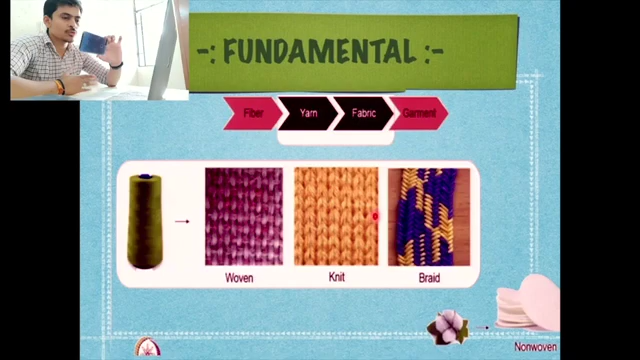 -: FUNDAMENTAL :-
Fiber Yarn Fabric Garment
Woven Knit Braid
Nonwoven